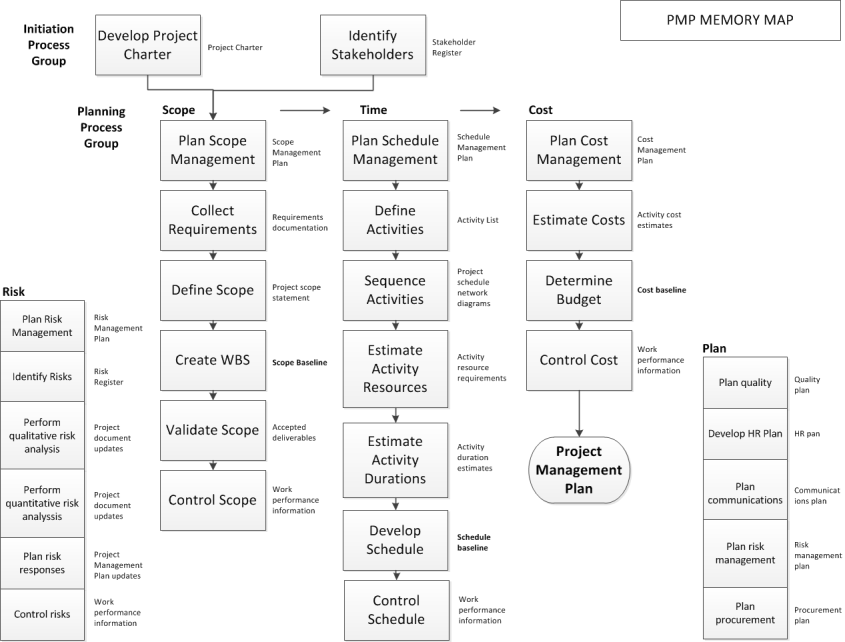 PMP MEMORY MAP
Initiation
Process
Group
Develop Project
Charter
Project Charter
Identify
Stakeholders
Stakeholder
Register
Planning
Process
Group
Scope
Time
Cost
Plan Scope
Management
Scope
Management
Plan
Collect
Requirements
Requirements
documentation
Define Scope
Project scope
statement
Create WBS
Scope Baseline
Validate Scope
Accepted
deliverables
Control Scope
Work
performance
information
Plan Schedule
Management
Schedule
Management
Plan
Define
Activities
Activity List
Sequence
Activities
Project
schedule
network
diagrams
Estimate
Activity
Resources
Activity
resource
requirements
Estimate
Activity
Durations
Activity
duration
estimates
Develop
Schedule
Schedule
baseline
Control
Schedule
Work
performance
information
Plan Cost
Management
Cost
Management
Plan
Estimate Costs
Activity cost
estimates
Determine
Budget
Cost baseline
Control Cost
Work
performance
information
Project
Management
Plan
Risk
Plan Risk
Management
Risk
Management
Plan
Identify Risks
Risk
Register
Perform
qualitative risk
analysis
Project
document
updates
Perform
quantitative risk
analyssis
Project
document
updates
Plan risk
responses
Project
Management
Plan updates
Control risks
Work
performance
information
Plan
Plan quality
Quality
plan
Develop HR Plan
HR pan
Plan
communications
Communicat
ions plan
Plan risk
management
Risk
management
plan
Plan
procurement
Procurement
plan